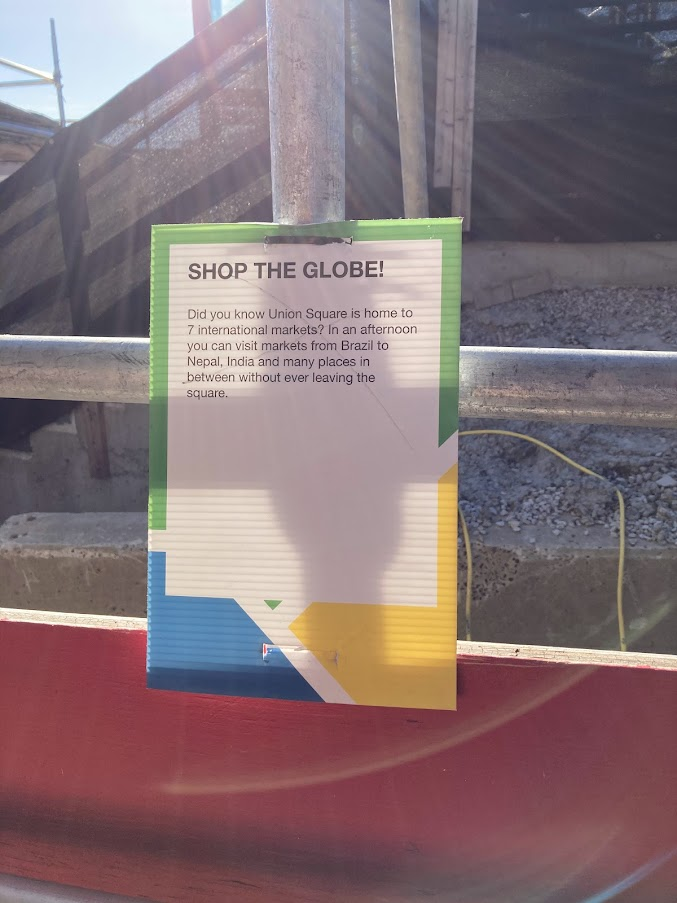 SHOP THE GLOBE!
Did you know Union Square is home to
7 international markets? In an afternoon
you can visit markets from Brazil to
Nepal, India and many places in
between without ever leaving the
square.